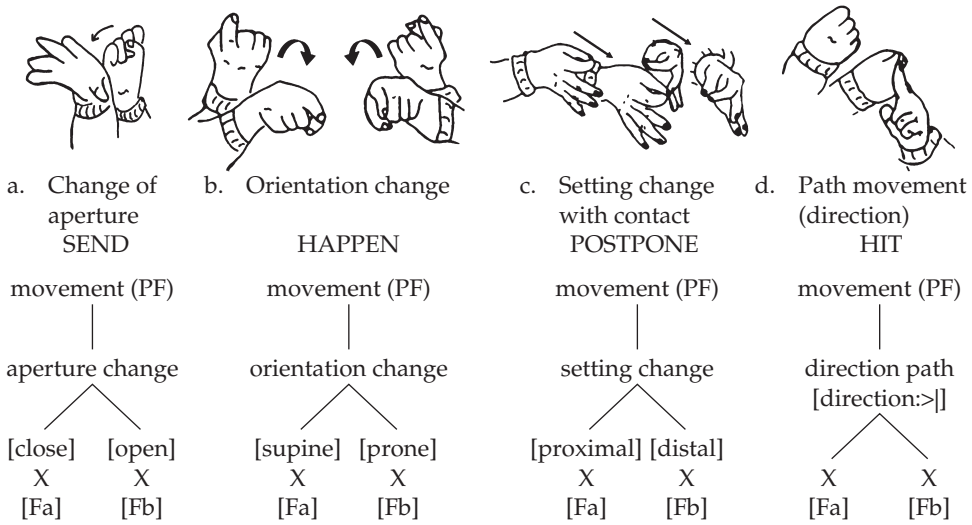 a. Change of aperture
SEND
movement (PF)
aperture change
[close] [open]
X X
[Fa] [Fb]
b. Orientation change
HAPPEN
movement (PF)
orientation change
[supine] [prone]
X X
[Fa] [Fb]
c. Setting change
with contact
POSTPONE
movement (PF)
setting change
[proximal] [distal]
X X
[Fa] [Fb]
d. Path movement
(direction)
HIT
movement (PF)
direction path
[direction:>|]
X X
[Fa] [Fb]